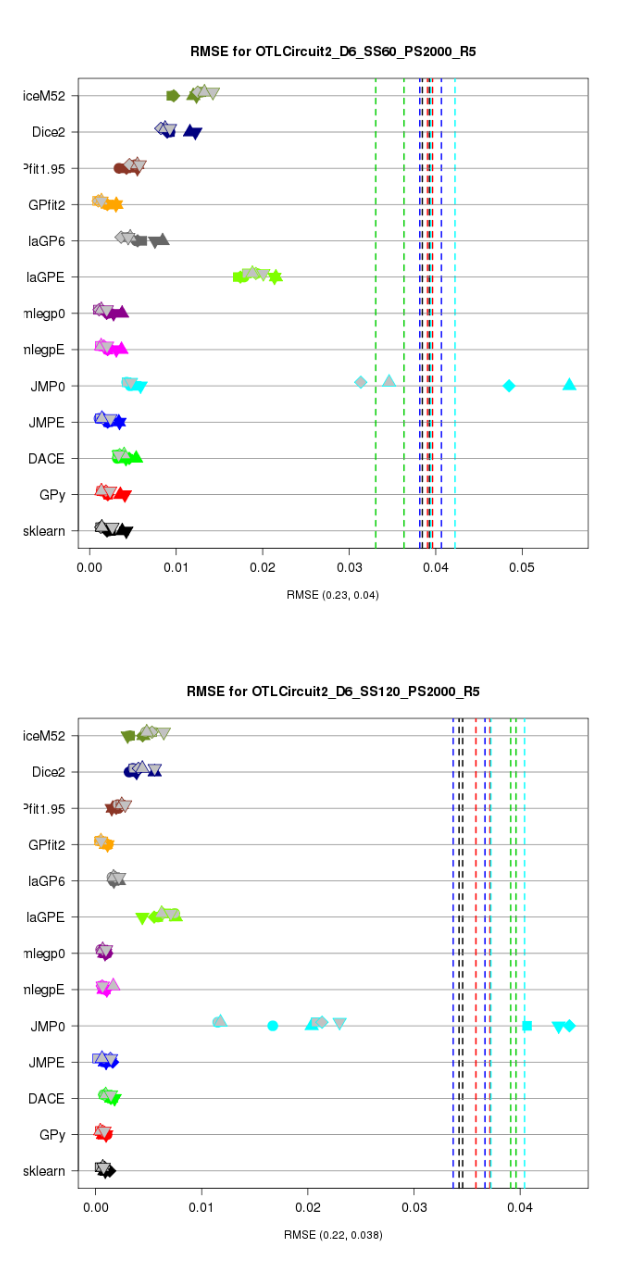 RMSE for OTLCircuit2_D6_SS60_PS2000_R5
iceM52
Dice2
Pfit1.95
GPfit2
laGP6
laGPE
mlegp0
mlegpE
JMP0
JMPE
DACE
GPy
sklearn
0.00 0.01 0.02 0.03 0.04 0.05
RMSE (0.23, 0.04)
RMSE for OTLCircuit2_D6_SS120_PS2000_R5
iceM52
Dice2
Pfit1.95
GPfit2
laGP6
laGPE
mlegp0
mlegpE
JMP0
JMPE
DACE
GPy
sklearn
0.00 0.01 0.02 0.03 0.04
RMSE (0.22, 0.038)